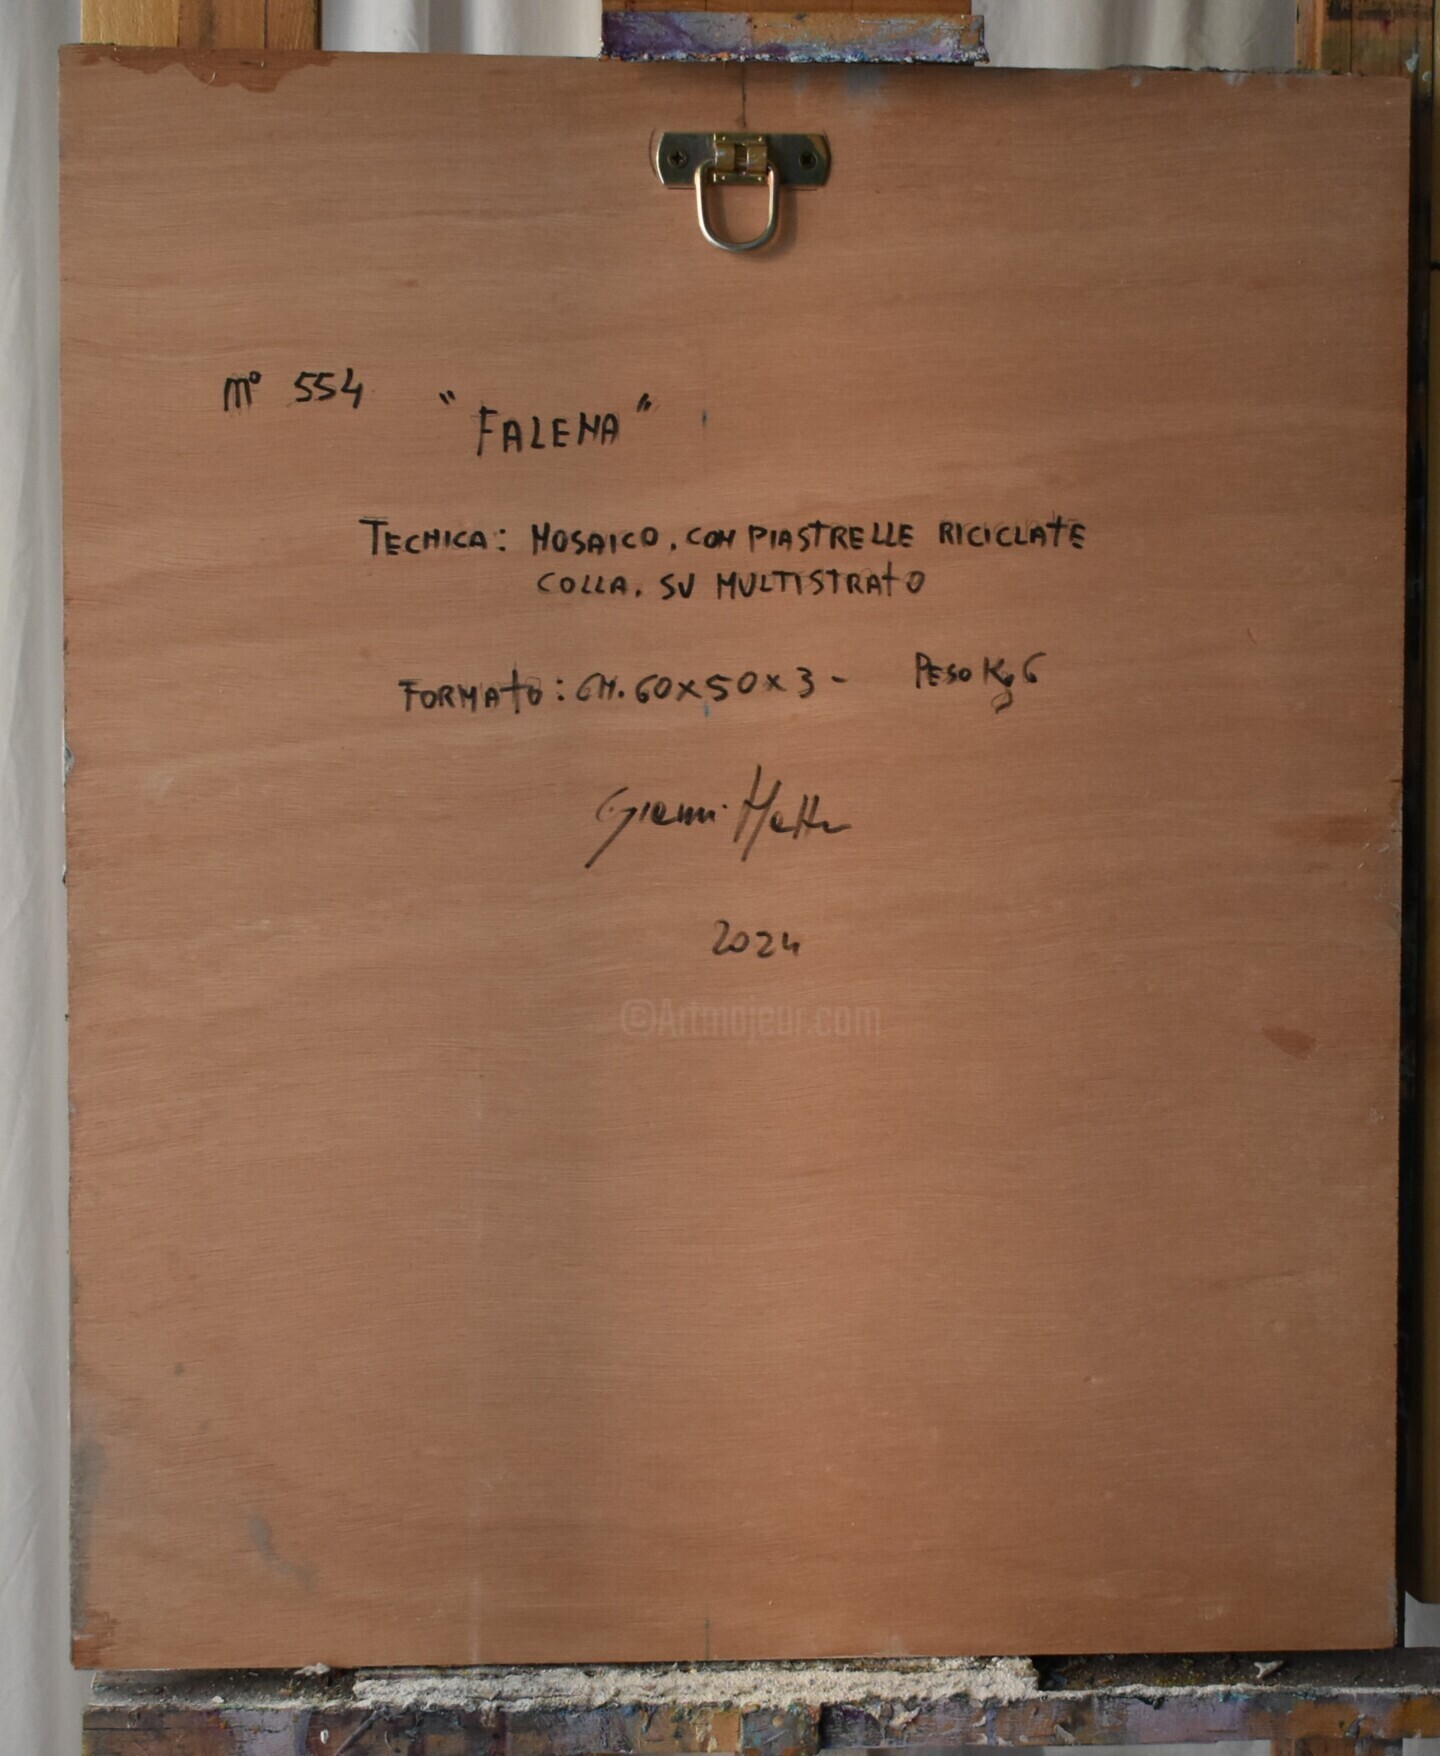 n° 554 "FALENA"
TECNICA: MOSAICO, CON PIASTRELLE RICICLATE
COLLA, SU MULTISTRATO
FORMATO: CM. 60x50x3 - PESO Kg 6
Gianni
2024
©Artmajeur.com